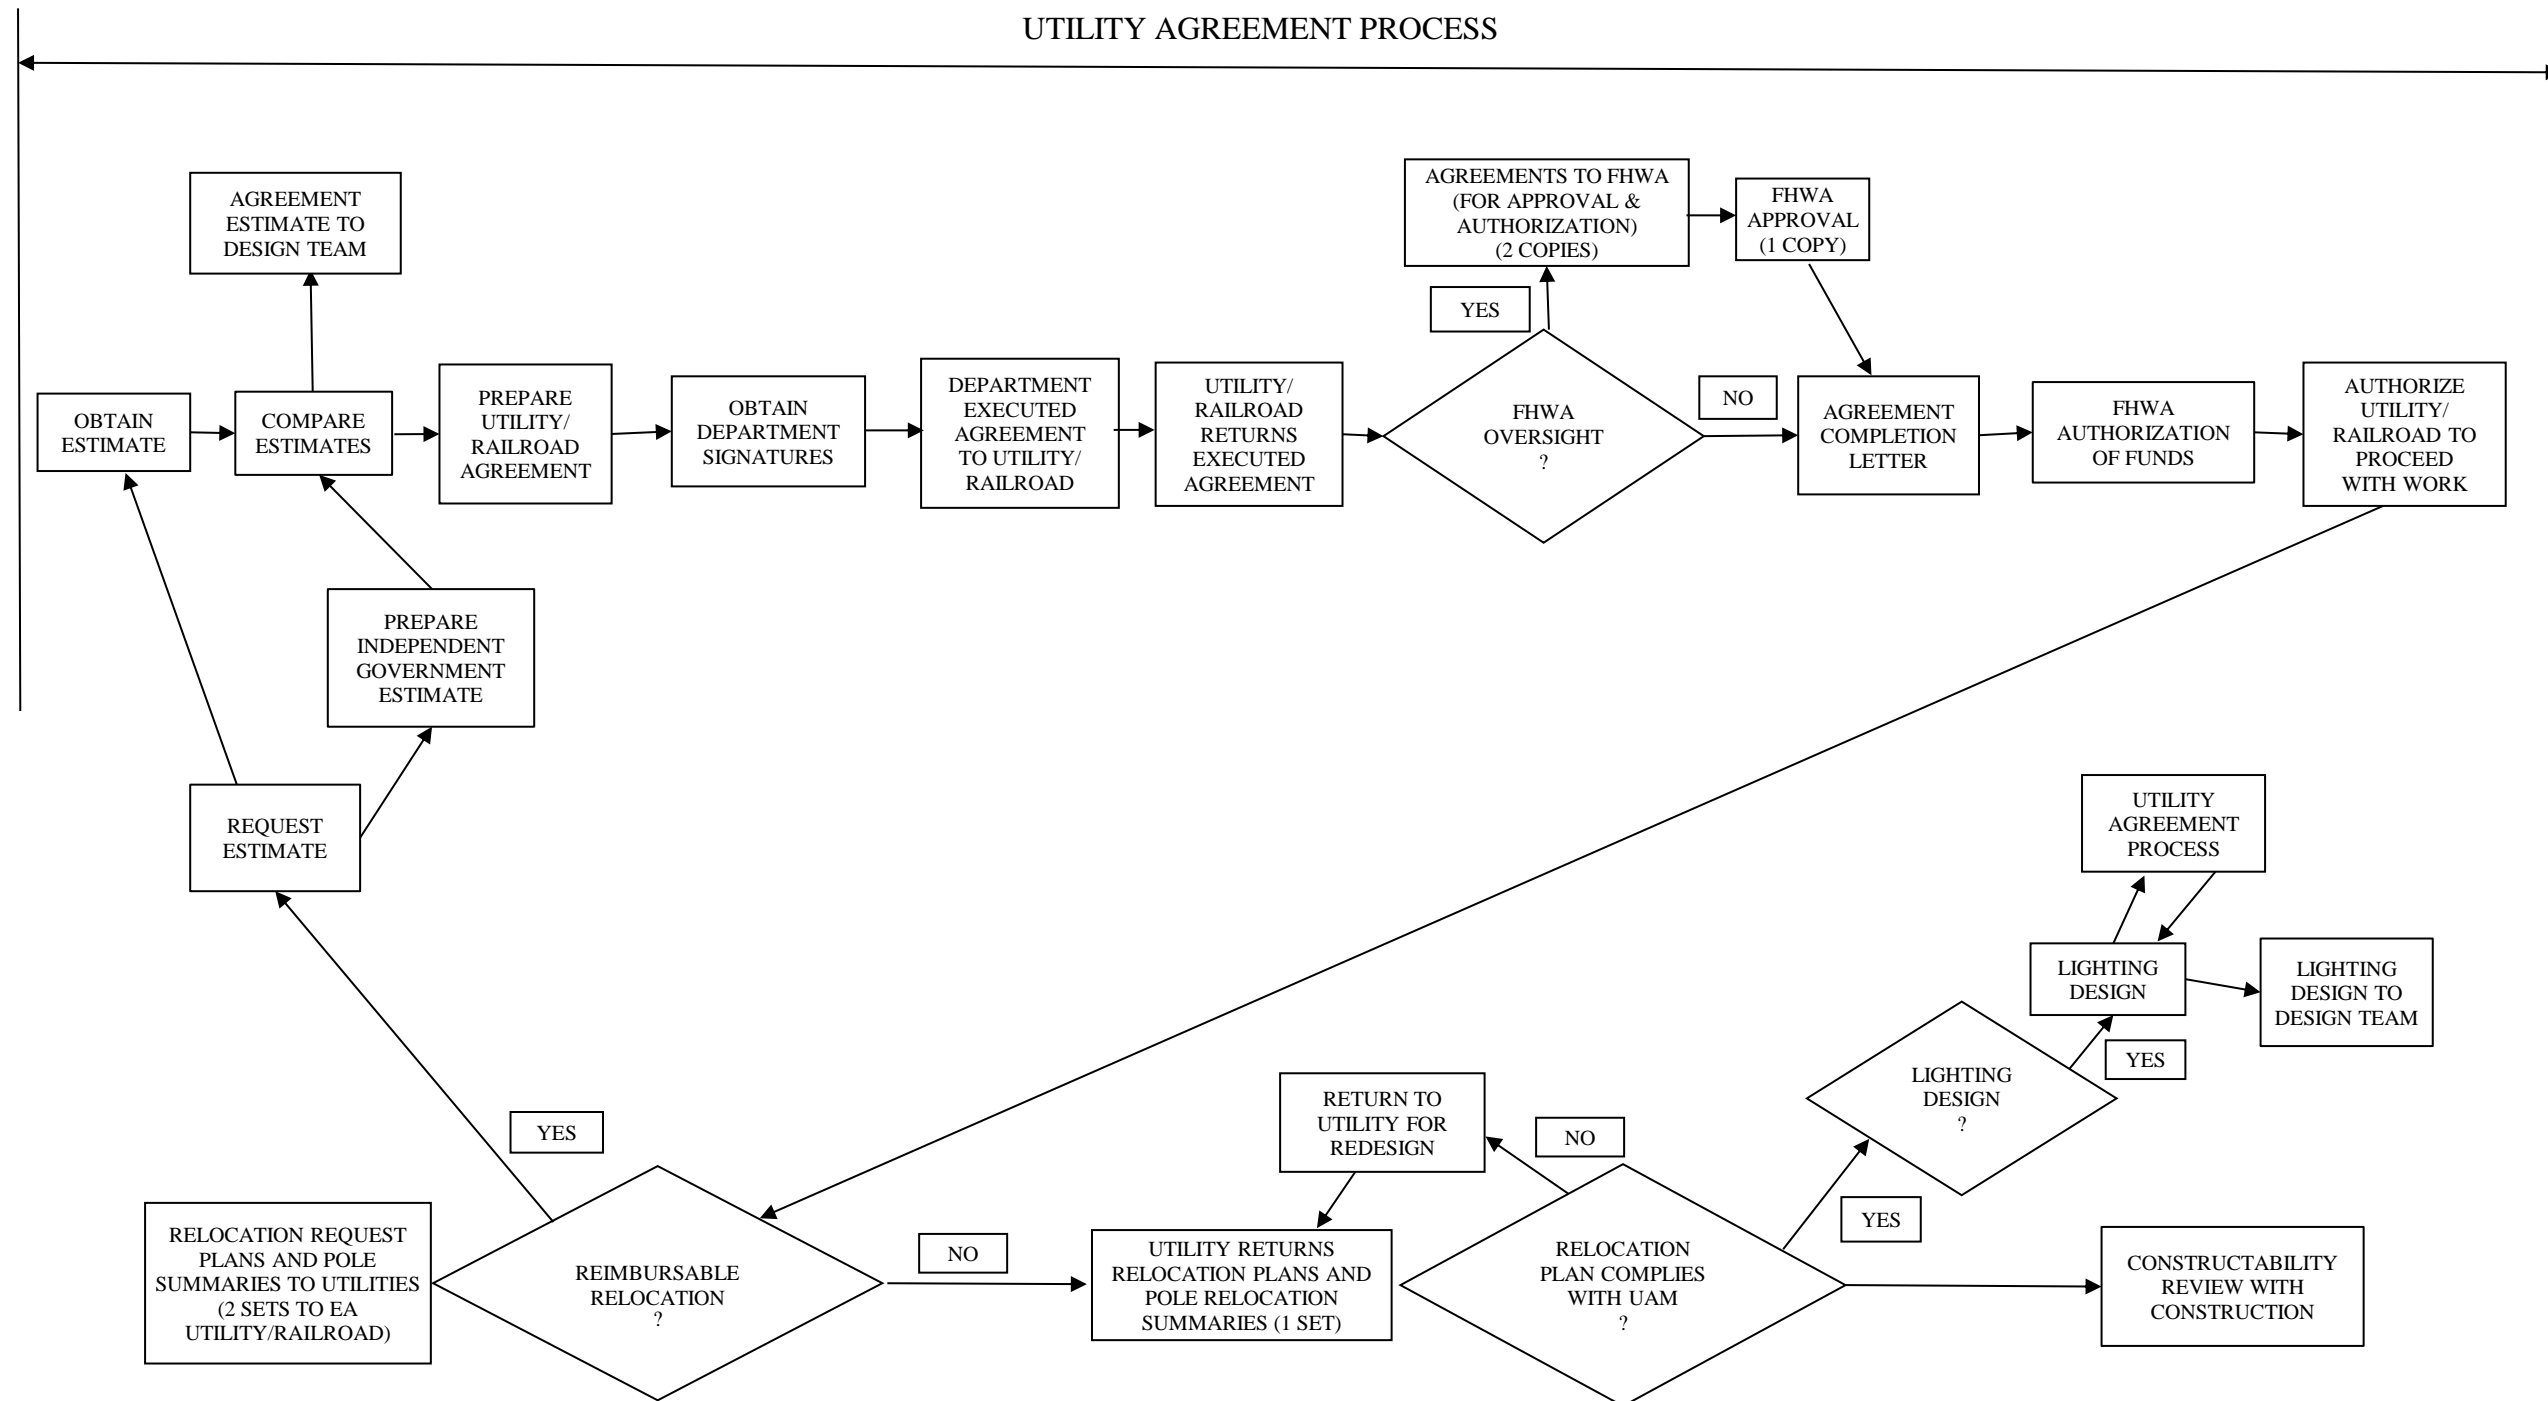 UTILITY AGREEMENT PROCESS
AGREEMENT
ESTIMATE TO
DESIGN TEAM
AGREEMENTS TO FHWA
(FOR APPROVAL &
AUTHORIZATION)
(2 COPIES)
FHWA
APPROVAL
(1 COPY)
YES
OBTAIN
ESTIMATE
COMPARE
ESTIMATES
PREPARE
UTILITY/
RAILROAD
AGREEMENT
OBTAIN
DEPARTMENT
SIGNATURES
DEPARTMENT
EXECUTED
AGREEMENT
TO UTILITY/
RAILROAD
UTILITY/
RAILROAD
RETURNS
EXECUTED
AGREEMENT
FHWA
OVERSIGHT
?
NO
AGREEMENT
COMPLETION
LETTER
FHWA
AUTHORIZATION
OF FUNDS
AUTHORIZE
UTILITY/
RAILROAD TO
PROCEED
WITH WORK
PREPARE
INDEPENDENT
GOVERNMENT
ESTIMATE
REQUEST
ESTIMATE
UTILITY
AGREEMENT
PROCESS
LIGHTING
DESIGN
LIGHTING
DESIGN TO
DESIGN TEAM
YES
LIGHTING
DESIGN
?
RETURN TO
UTILITY FOR
REDESIGN
NO
YES
YES
RELOCATION REQUEST
PLANS AND POLE
SUMMARIES TO UTILITIES
(2 SETS TO EA
UTILITY/RAILROAD)
REIMBURSABLE
RELOCATION
?
NO
UTILITY RETURNS
RELOCATION PLANS AND
POLE RELOCATION
SUMMARIES (1 SET)
RELOCATION
PLAN COMPLIES
WITH UAM
?
CONSTRUCTABILITY
REVIEW WITH
CONSTRUCTION